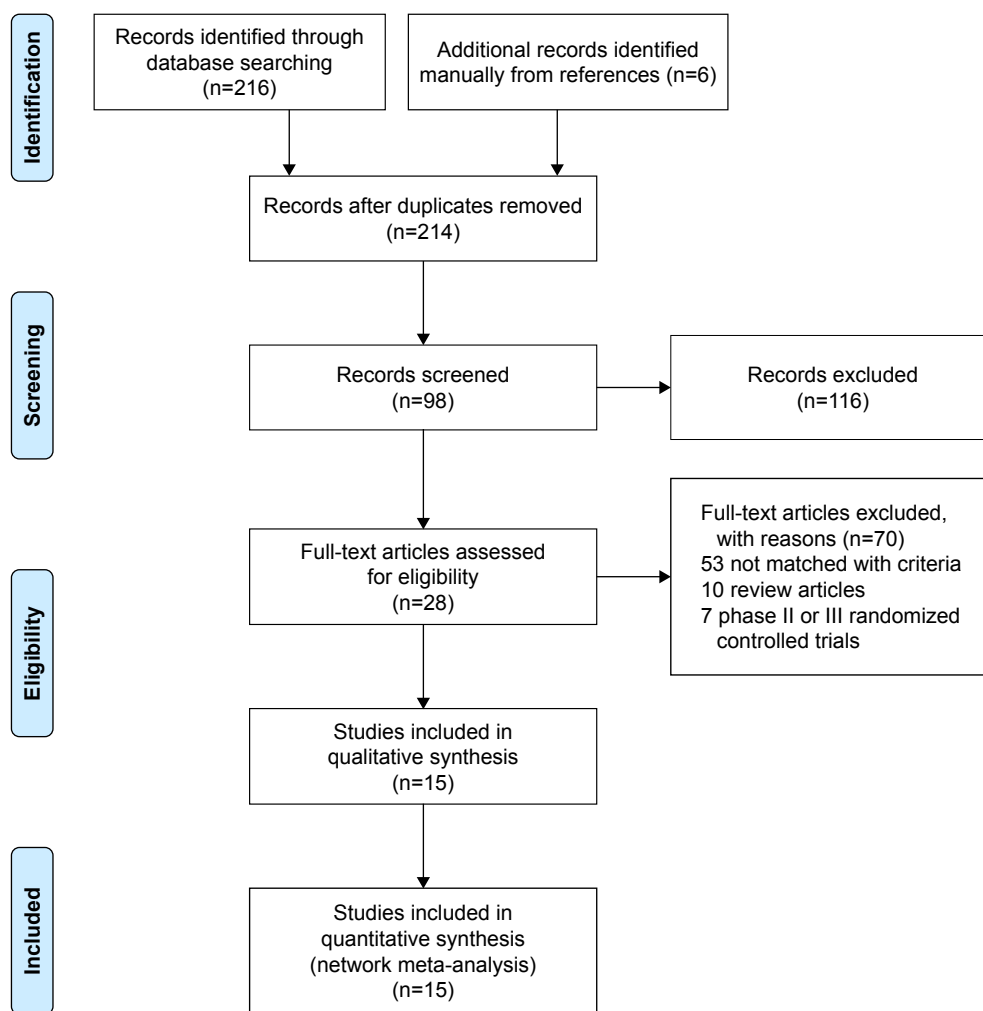 Identification
Records identified through
database searching
(n=216)
Additional records identified
manually from references (n=6)
Records after duplicates removed
(n=214)
Screening
Records screened
(n=98)
Records excluded
(n=116)
Eligibility
Full-text articles assessed
for eligibility
(n=28)
Full-text articles excluded,
with reasons (n=70)
53 not matched with criteria
10 review articles
7 phase II or III randomized
controlled trials
Studies included in
qualitative synthesis
(n=15)
Included
Studies included in
quantitative synthesis
(network meta-analysis)
(n=15)